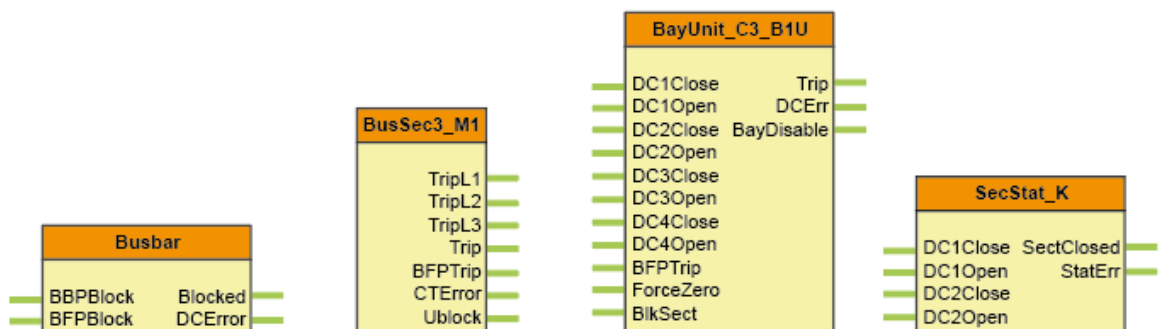 BayUnit_C3_B1U
DC1Close Trip
DC1Open DCErr
DC2Close BayDisable
DC2Open
DC3Close
DC3Open
DC4Close
DC4Open
BFPTrip
ForceZero
BlkSect
BusSec3_M1
TripL1
TripL2
TripL3
Trip
BFPTrip
CTError
Ublock
SecStat_K
DC1Close SectClosed
DC1Open StatErr
DC2Close
DC2Open
Busbar
BBPBlock Blocked
BFPBlock DCError